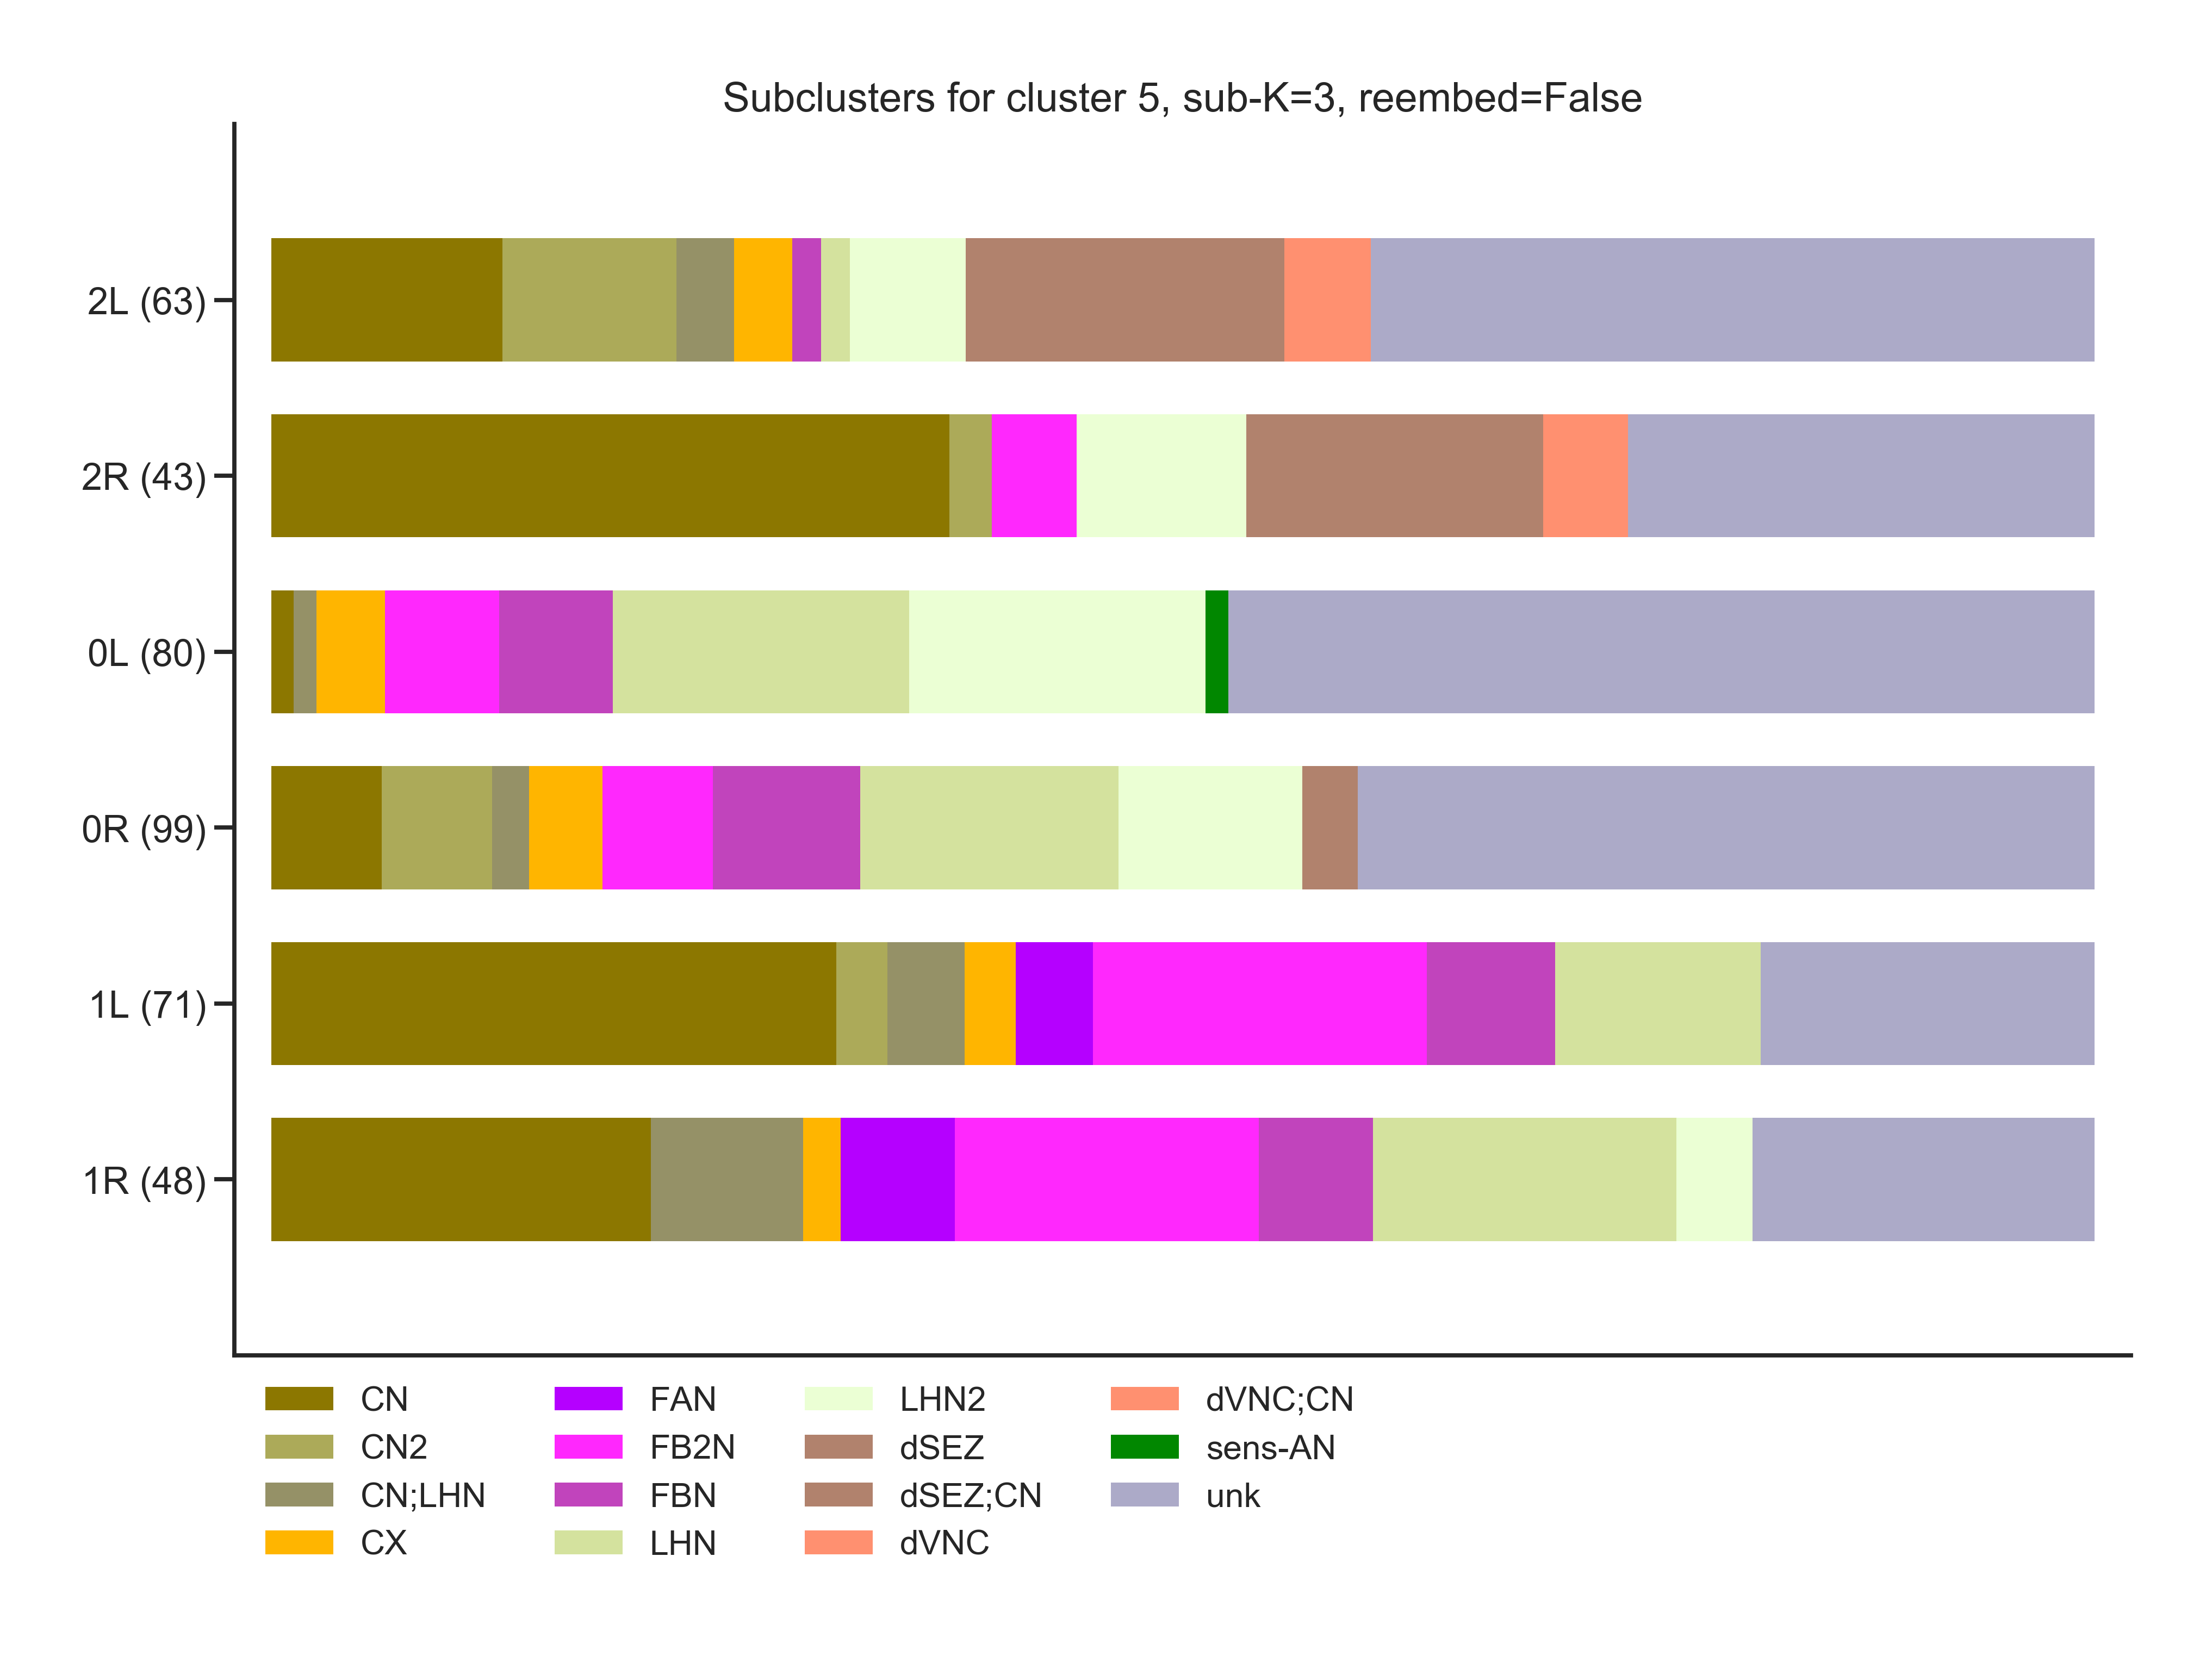 Subclusters for cluster 5, sub-K=3, reembed=False
2L (63)
2R (43)
0L (80)
0R (99)
1L (71)
1R (48)
CN
CN2
CN;LHN
CX
FAN
FB2N
FBN
LHN
LHN2
dSEZ
dSEZ;CN
dVNC
dVNC;CN
sens-AN
unk